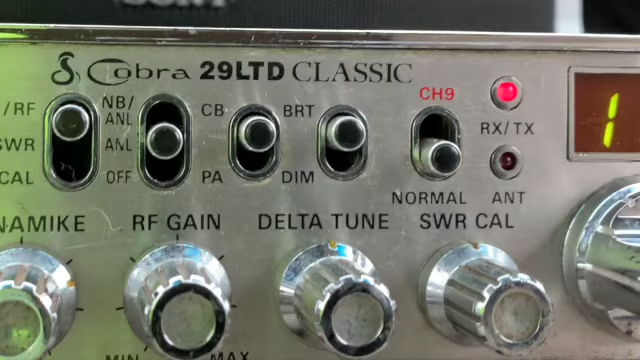 Cobra 29LTD CLASSIC
CH9
/RF
NB/
ANL
CB
BRT
RX/TX
1
SWR
ANL
CAL
OFF
PA
DIM
NORMAL
ANT
NAMIKE
RF GAIN
DELTA TUNE
SWR CAL
MIN
MAX